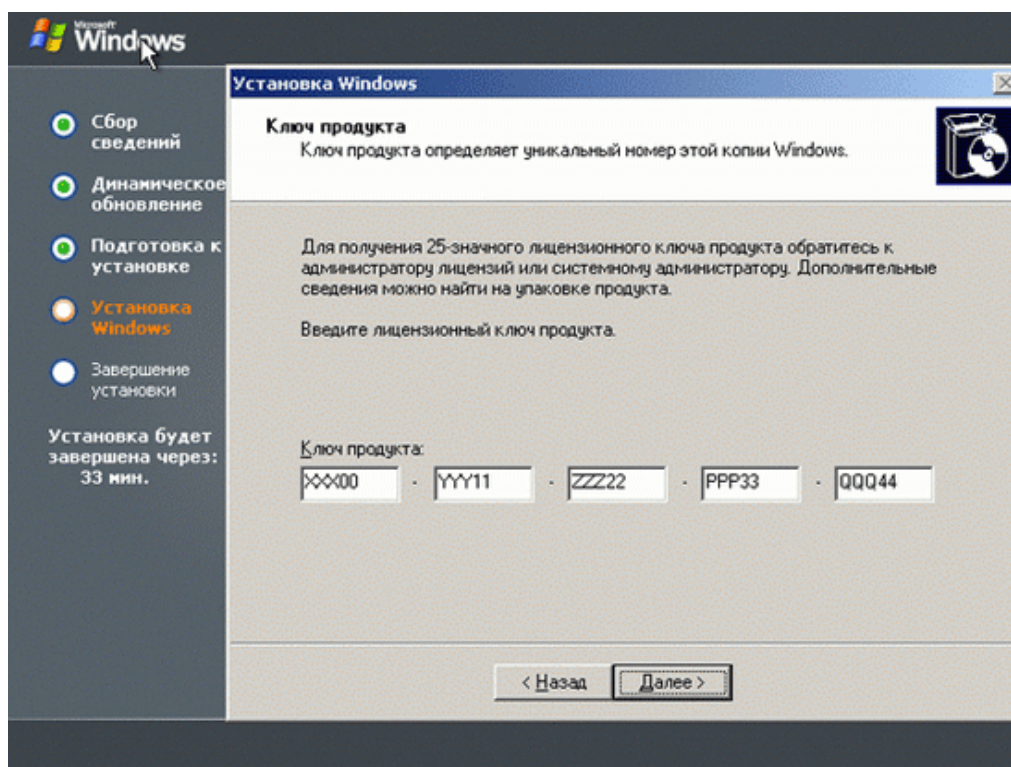 Microsoft
Windows
Установка Windows
Сбор
сведений
Динамическое
обновление
Подготовка к
установке
Установка
Windows
Завершение
установки
Установка будет
завершена через:
33 мин.
Ключ продукта
Ключ продукта определяет уникальный номер этой копии Windows.
Для получения 25-значного лицензионного ключа продукта обратитесь к
администратору лицензий или системному администратору. Дополнительные
сведения можно найти на упаковке продукта.
Введите лицензионный ключ продукта.
Ключ продукта:
XXX00 - YYY11 - ZZZ22 - PPP33 - QQQ44
< Назад Далее >